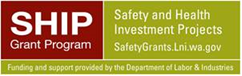 SHIP
Grant Program
Safety and Health
Investment Projects
SafetyGrants.Lni.wa.gov
Funding and support provided by the Department of Labor & Industries